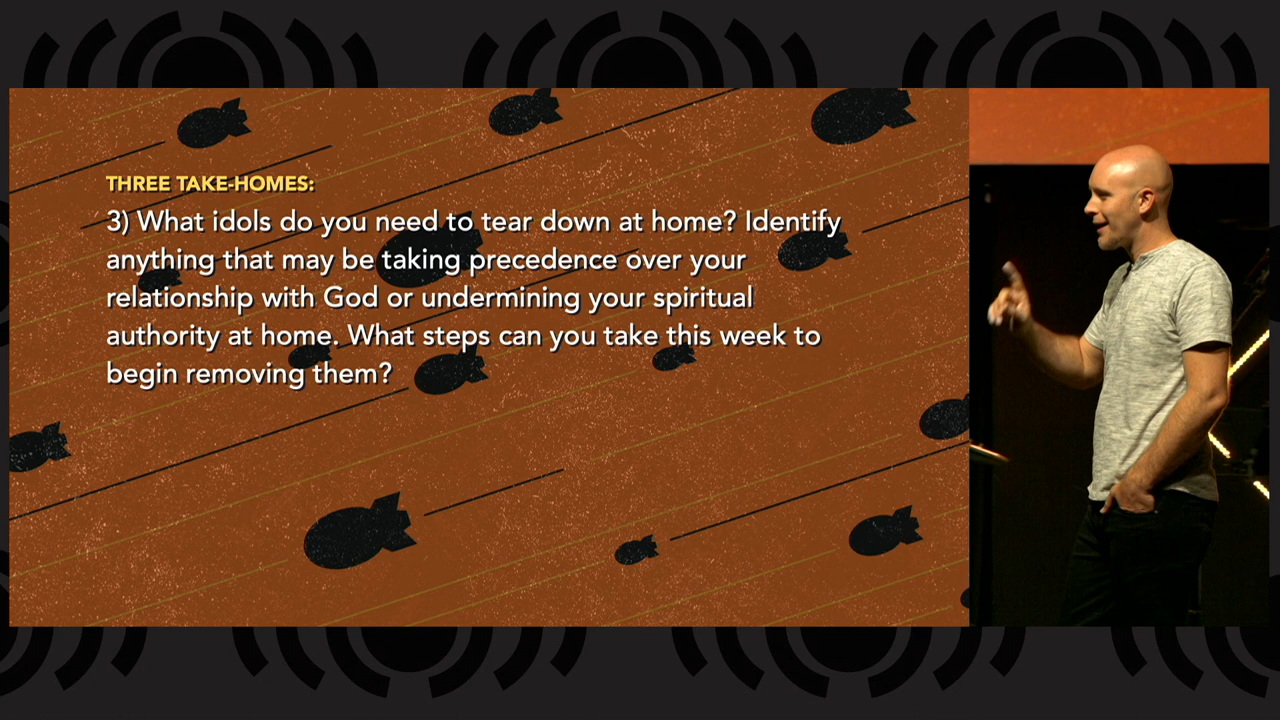 THREE TAKE-HOMES:
3) What idols do you need to tear down at home? Identify
anything that may be taking precedence over your
relationship with God or undermining your spiritual
authority at home. What steps can you take this week to
begin removing them?